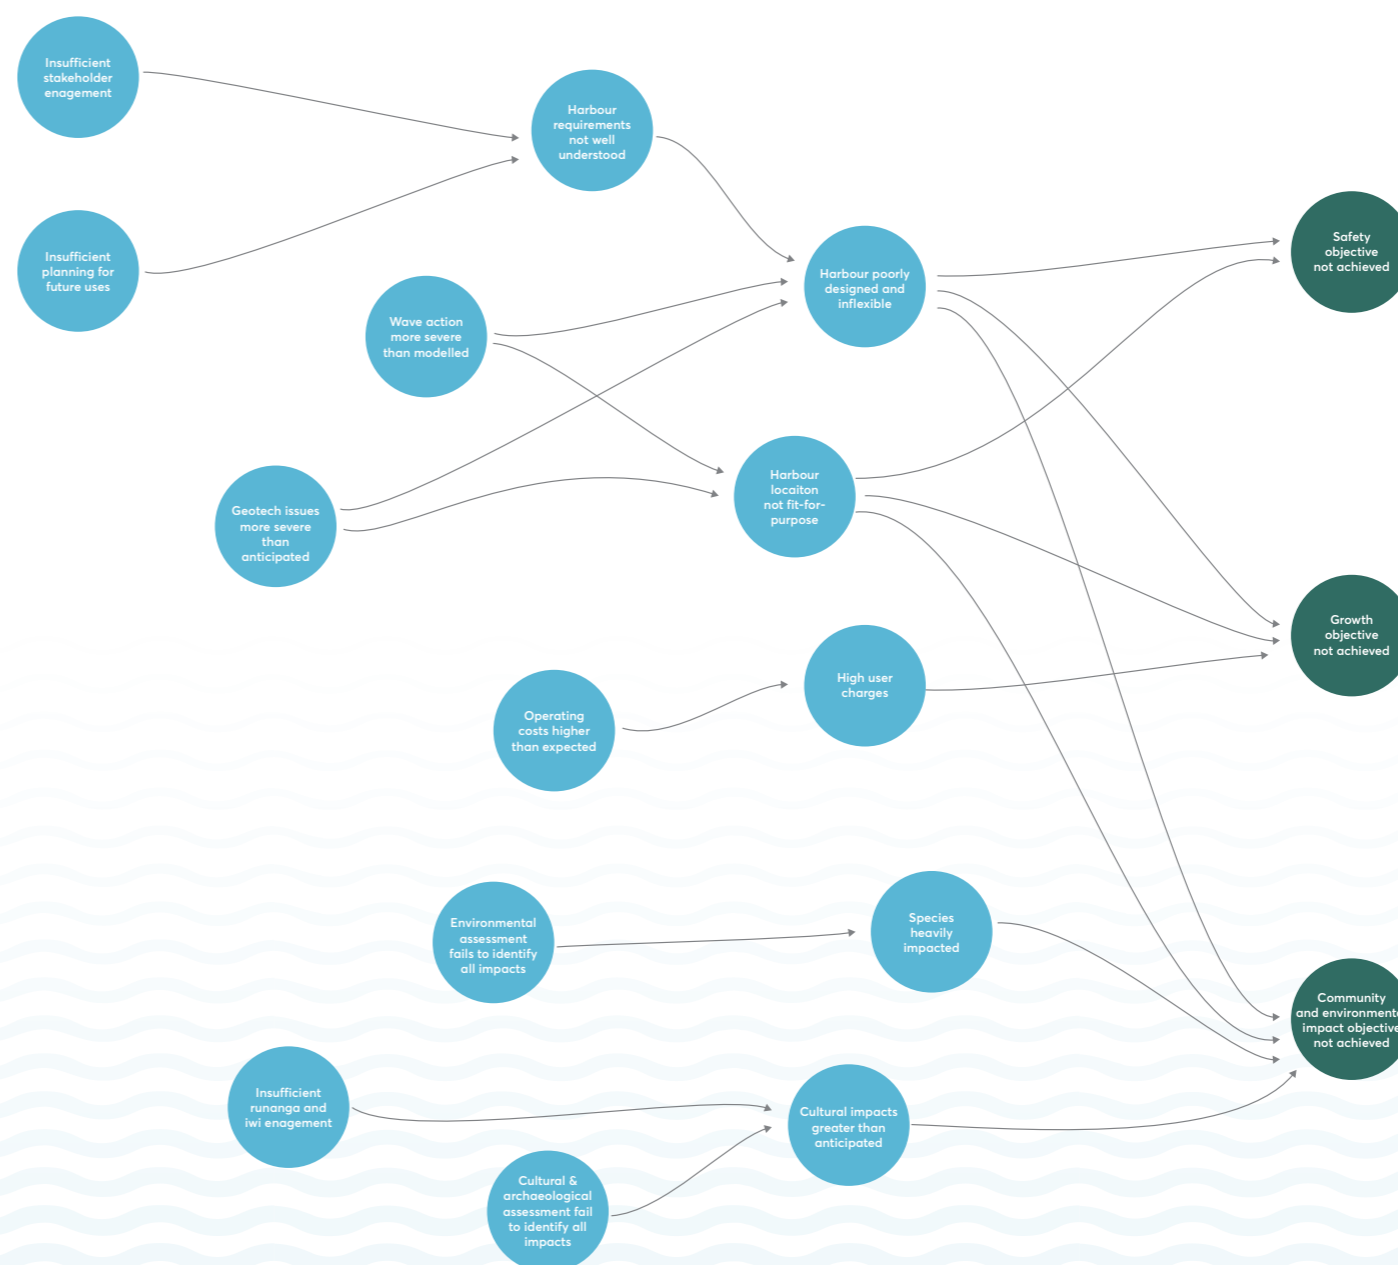 Insufficient
stakeholder
enagement
Harbour
requirements
not well
understood
Insufficient
planning for
future uses
Harbour poorly
designed and
inflexible
Safety
objective
not achieved
Wave action
more severe
than modelled
Harbour
locaiton
not fit-for-
purpose
Geotech issues
more severe
than
anticipated
Growth
objective
not achieved
High user
charges
Operating
costs higher
than expected
Environmental
assessment
fails to identify
all impacts
Species
heavily
impacted
Community
and environmenta
impact objective
not achieved
Insufficient
runanga and
iwi enagement
Cultural impacts
greater than
anticipated
Cultural &
archaeological
assessment fail
to identify all
impacts